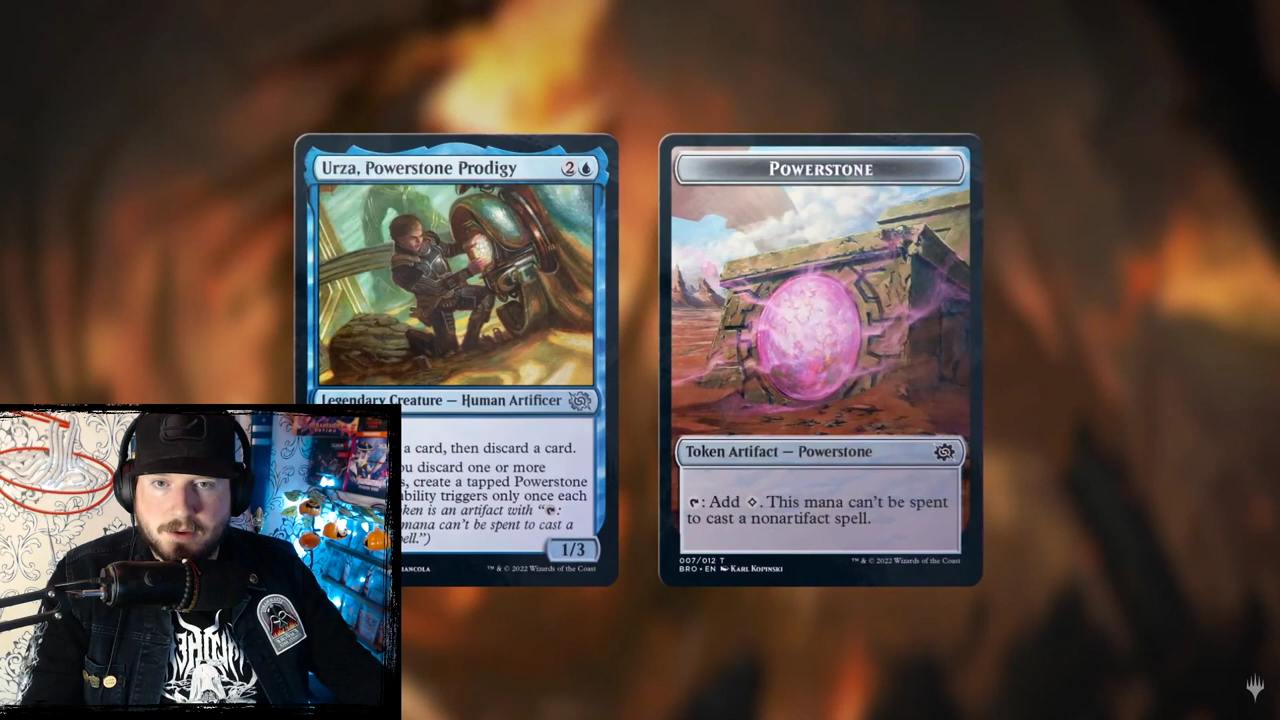 Urza, Powerstone Prodigy 2
Legendary Creature — Human Artificer
a card, then discard a card.
ou discard one or more
s, create a tapped Powerstone
ability triggers only once each
ken is an artifact with “T:
mana can't be spent to cast a
ell.”)
1/3
IANCOLA ™ & © 2022 Wizards of the Coast
POWERSTONE
Token Artifact — Powerstone
T: Add ◇. This mana can't be spent
to cast a nonartifact spell.
007/012 T ™ & © 2022 Wizards of the Coast
BRO • EN KARL KOPINSKI